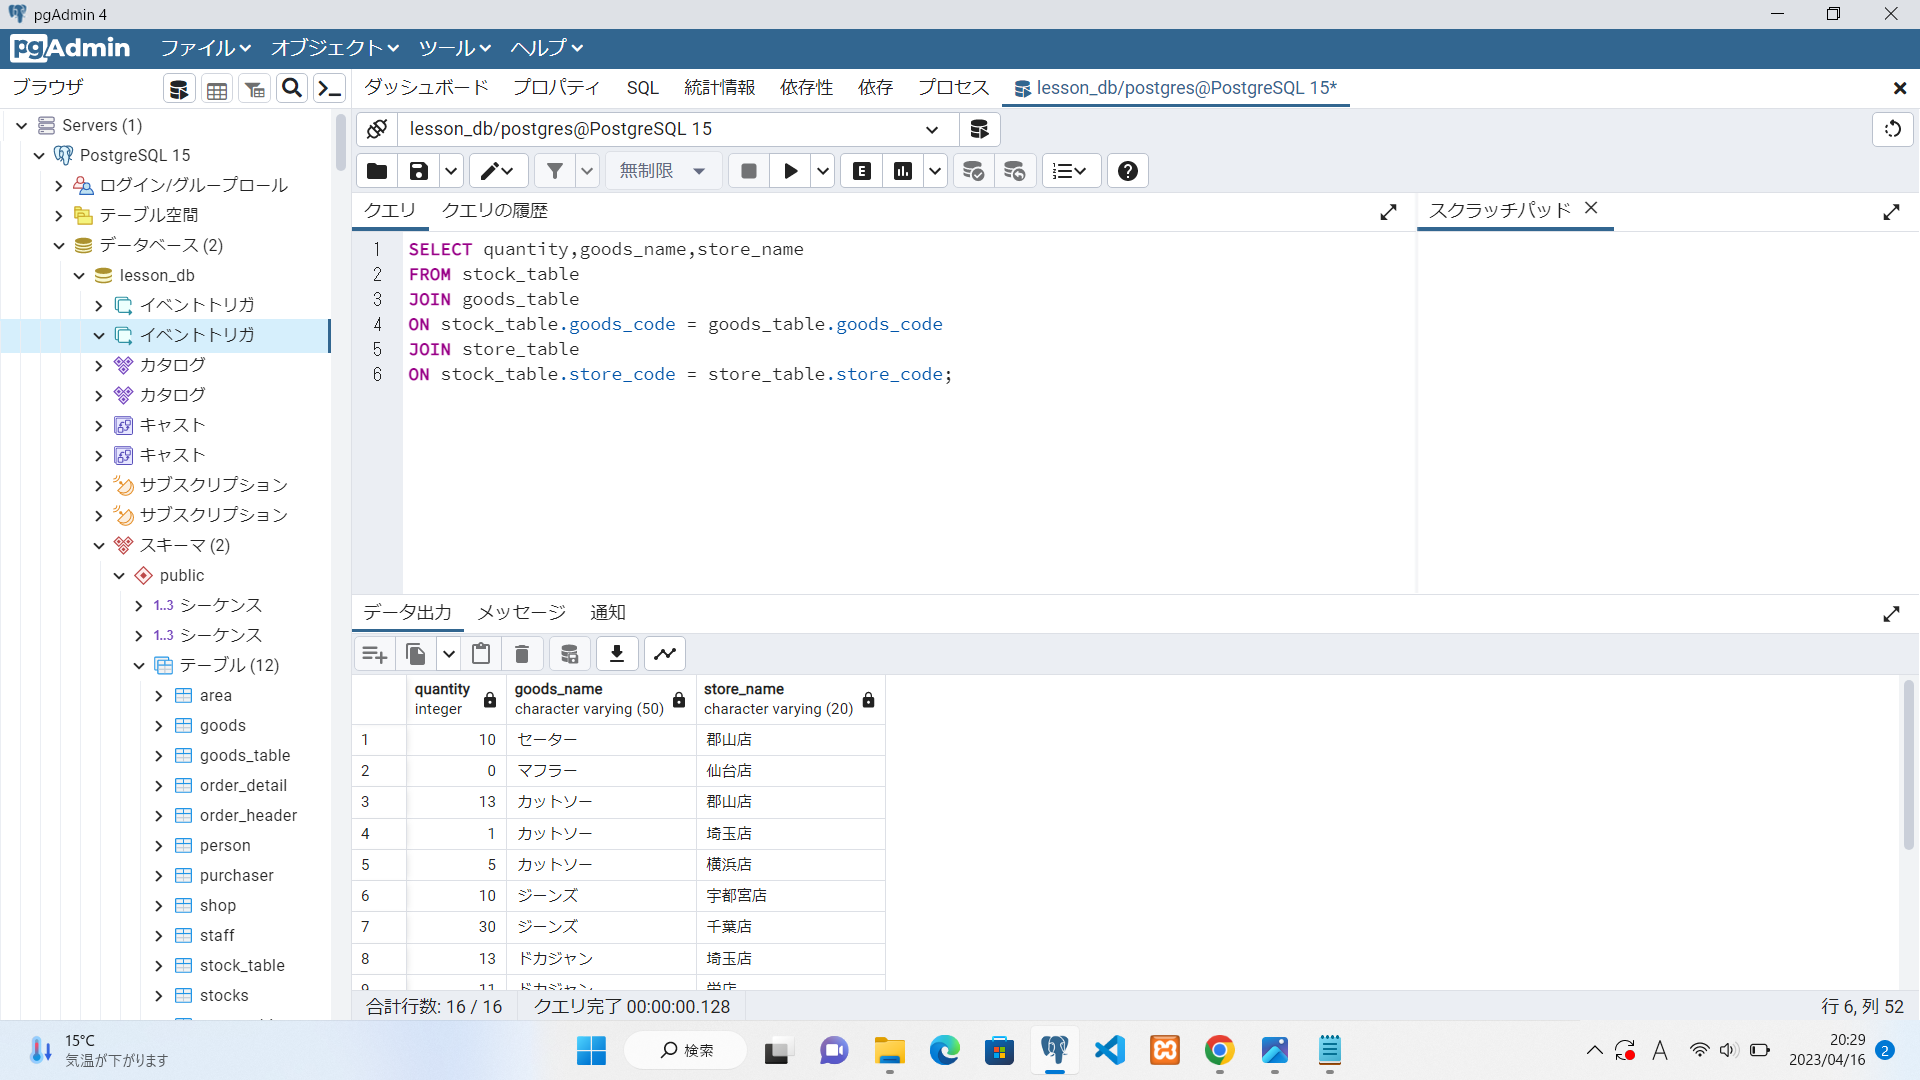 pgAdmin 4
pgAdmin ファイル オブジェクト ツール ヘルプ
ブラウザ
ダッシュボード プロパティ SQL 統計情報 依存性 依存 プロセス lesson_db/postgres@PostgreSQL 15*
Servers (1)
PostgreSQL 15
ログイン/グループロール
テーブル空間
データベース (2)
lesson_db
イベントトリガ
イベントトリガ
カタログ
カタログ
キャスト
キャスト
サブスクリプション
サブスクリプション
スキーマ (2)
public
1..3 シーケンス
1..3 シーケンス
テーブル (12)
area
goods
goods_table
order_detail
order_header
person
purchaser
shop
staff
stock_table
stocks
lesson_db/postgres@PostgreSQL 15
無制限 E
クエリ クエリの履歴
スクラッチパッド
1 SELECT quantity,goods_name,store_name
2 FROM stock_table
3 JOIN goods_table
4 ON stock_table.goods_code = goods_table.goods_code
5 JOIN store_table
6 ON stock_table.store_code = store_table.store_code;
データ出力 メッセージ 通知
quantity goods_name store_name
integer character varying (50) character varying (20)
1 10 セーター 郡山店
2 0 マフラー 仙台店
3 13 カットソー 郡山店
4 1 カットソー 埼玉店
5 5 カットソー 横浜店
6 10 ジーンズ 宇都宮店
7 30 ジーンズ 千葉店
8 13 ドカジャン 埼玉店
9 11 ドカジャン
合計行数: 16 / 16 クエリ完了 00:00:00.128 行 6, 列 52
15°C
気温が下がります
検索
A
20:29
2023/04/16
2